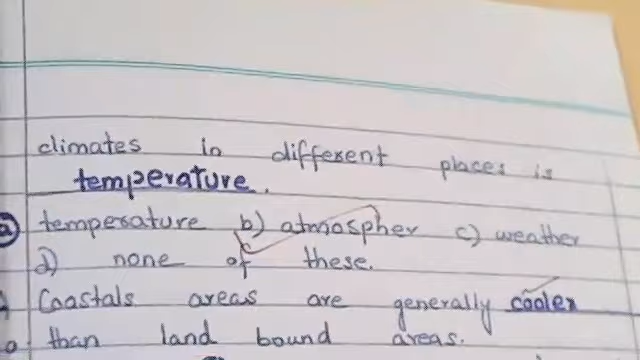 climates in different places is
temperature.
a) temperature b) atmospher c) weather
d) none of these.
Coastals areas are generally cooler
than land bound areas.